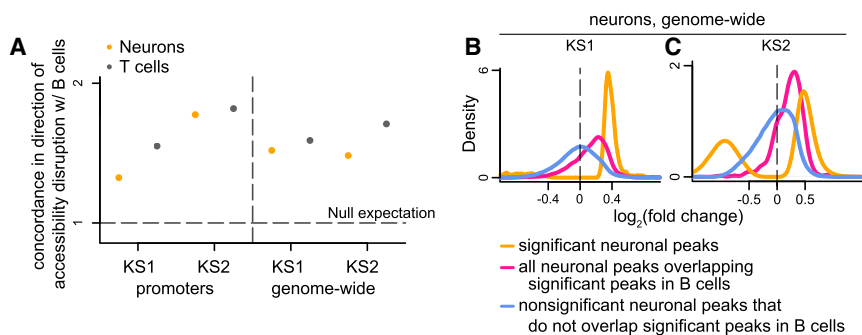 A
concordance in direction of
accessibility disruption w/ B cells
Neurons
T cells
2
1
Null expectation
KS1 KS2 KS1 KS2
promoters genome-wide
neurons, genome-wide
B KS1 C KS2
Density
6
0
-0.4 0 0.4
2
0
-0.5 0 0.5
log2(fold change)
significant neuronal peaks
all neuronal peaks overlapping
significant peaks in B cells
nonsignificant neuronal peaks that
do not overlap significant peaks in B cells